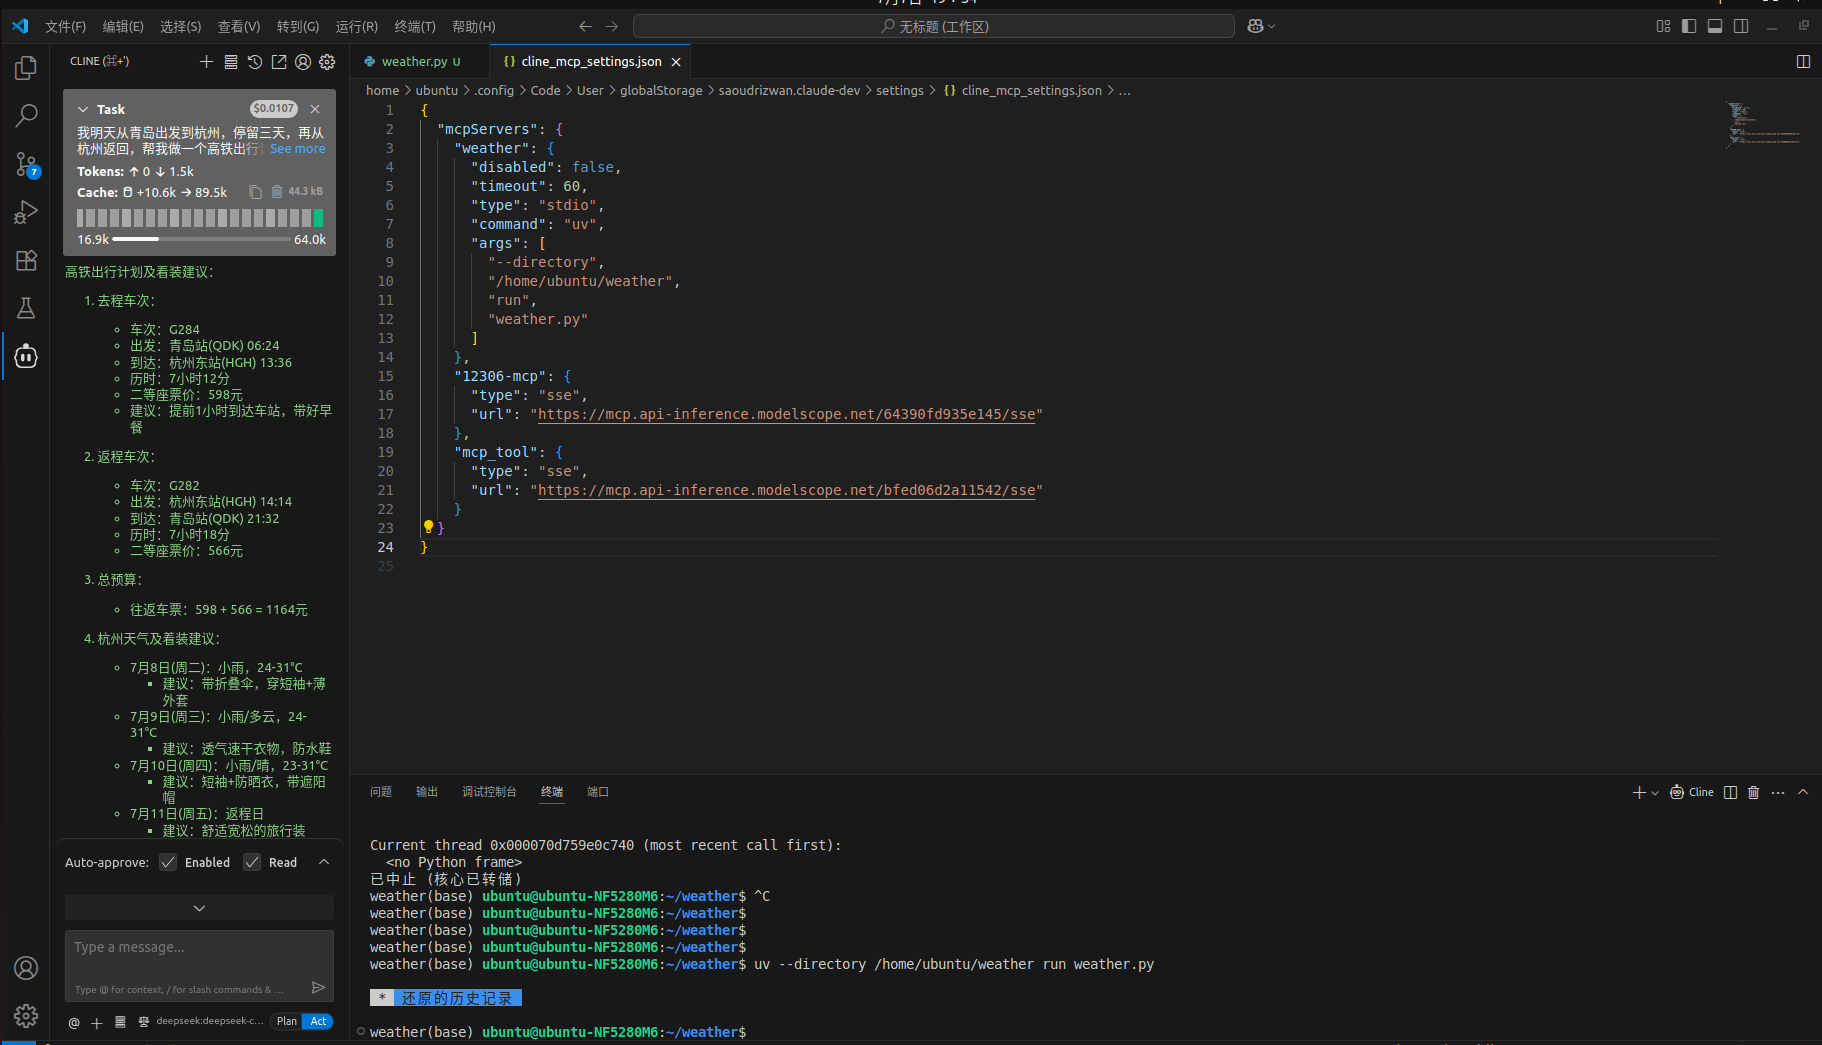 文件(F) 编辑(E) 选择(S) 查看(V) 转到(G) 运行(R) 终端(T) 帮助(H)
无标题 (工作区)
CLINE (⌘+')
Task $0.0107
我明天从青岛出发到杭州，停留三天，再从
杭州返回，帮我做一个高铁出行 See more
Tokens: ↑ 0 ↓ 1.5k
Cache: +10.6k → 89.5k 44.3 kB
16.9k 64.0k
高铁出行计划及着装建议：
1. 去程车次：
车次：G284
出发：青岛站(QDK) 06:24
到达：杭州东站(HGH) 13:36
历时：7小时12分
二等座票价：598元
建议：提前1小时到达车站，带好早
餐
2. 返程车次：
车次：G282
出发：杭州东站(HGH) 14:14
到达：青岛站(QDK) 21:32
历时：7小时18分
二等座票价：566元
3. 总预算：
往返车票：598 + 566 = 1164元
4. 杭州天气及着装建议：
7月8日(周二)：小雨，24-31°C
建议：带折叠伞，穿短袖+薄
外套
7月9日(周三)：小雨/多云，24-
31°C
建议：透气速干衣物，防水鞋
7月10日(周四)：小雨/晴，23-31°C
建议：短袖+防晒衣，带遮阳
帽
7月11日(周五)：返程日
建议：舒适宽松的旅行装
Auto-approve: Enabled Read
Type a message...
Type @ for context, / for slash commands & ...
@ deepseek:deepseek-c... Plan Act
7
weather.py U
{} cline_mcp_settings.json
home > ubuntu > .config > Code > User > globalStorage > saoudrizwan.claude-dev > settings > {} cline_mcp_settings.json > ...
1 {
2 "mcpServers": {
3 "weather": {
4 "disabled": false,
5 "timeout": 60,
6 "type": "stdio",
7 "command": "uv",
8 "args": [
9 "--directory",
10 "/home/ubuntu/weather",
11 "run",
12 "weather.py"
13 ]
14 },
15 "12306-mcp": {
16 "type": "sse",
17 "url": "https://mcp.api-inference.modelscope.net/64390fd935e145/sse"
18 },
19 "mcp_tool": {
20 "type": "sse",
21 "url": "https://mcp.api-inference.modelscope.net/bfed06d2a11542/sse"
22 }
23 }
24 }
25
问题 输出 调试控制台 终端 端口
Cline
Current thread 0x000070d759e0c740 (most recent call first):
<no Python frame>
已中止 (核心已转储)
weather(base) ubuntu@ubuntu-NF5280M6:~/weather$ ^C
weather(base) ubuntu@ubuntu-NF5280M6:~/weather$
weather(base) ubuntu@ubuntu-NF5280M6:~/weather$
weather(base) ubuntu@ubuntu-NF5280M6:~/weather$
weather(base) ubuntu@ubuntu-NF5280M6:~/weather$ uv --directory /home/ubuntu/weather run weather.py
* 还原的历史记录
weather(base) ubuntu@ubuntu-NF5280M6:~/weather$